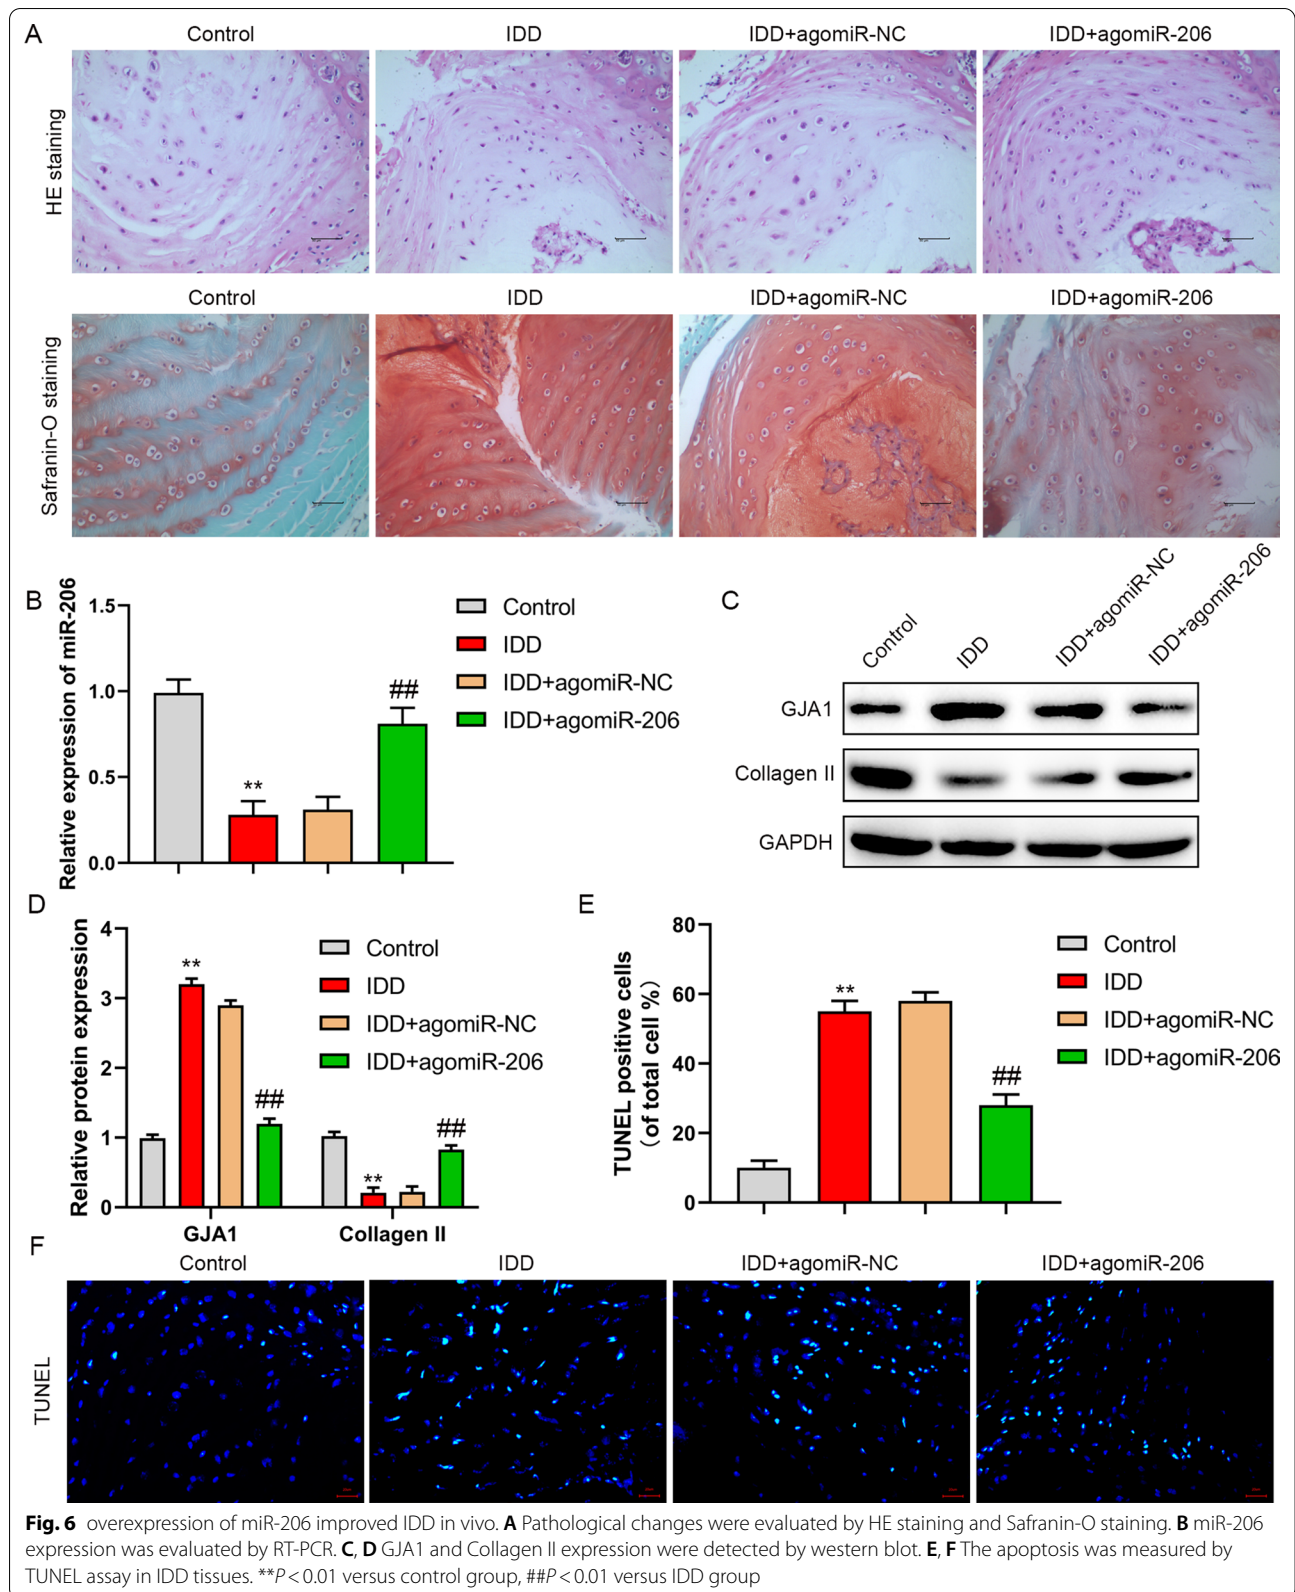 A
Control IDD IDD+agomiR-NC IDD+agomiR-206
HE staining
Control IDD IDD+agomiR-NC IDD+agomiR-206
Safranin-O staining
B
Relative expression of miR-206
1.5
1.0
0.5
0.0
**
##
Control
IDD
IDD+agomiR-NC
IDD+agomiR-206
C
Control IDD IDD+agomiR-NC IDD+agomiR-206
GJA1
Collagen II
GAPDH
D
Relative protein expression
4
3
2
1
0
**
##
**
##
GJA1 Collagen II
Control
IDD
IDD+agomiR-NC
IDD+agomiR-206
E
TUNEL positive cells
(of total cell %)
80
60
40
20
0
**
##
Control
IDD
IDD+agomiR-NC
IDD+agomiR-206
F
Control IDD IDD+agomiR-NC IDD+agomiR-206
TUNEL
Fig. 6 overexpression of miR-206 improved IDD in vivo. A Pathological changes were evaluated by HE staining and Safranin-O staining. B miR-206
expression was evaluated by RT-PCR. C, D GJA1 and Collagen II expression were detected by western blot. E, F The apoptosis was measured by
TUNEL assay in IDD tissues. **P < 0.01 versus control group, ##P < 0.01 versus IDD group